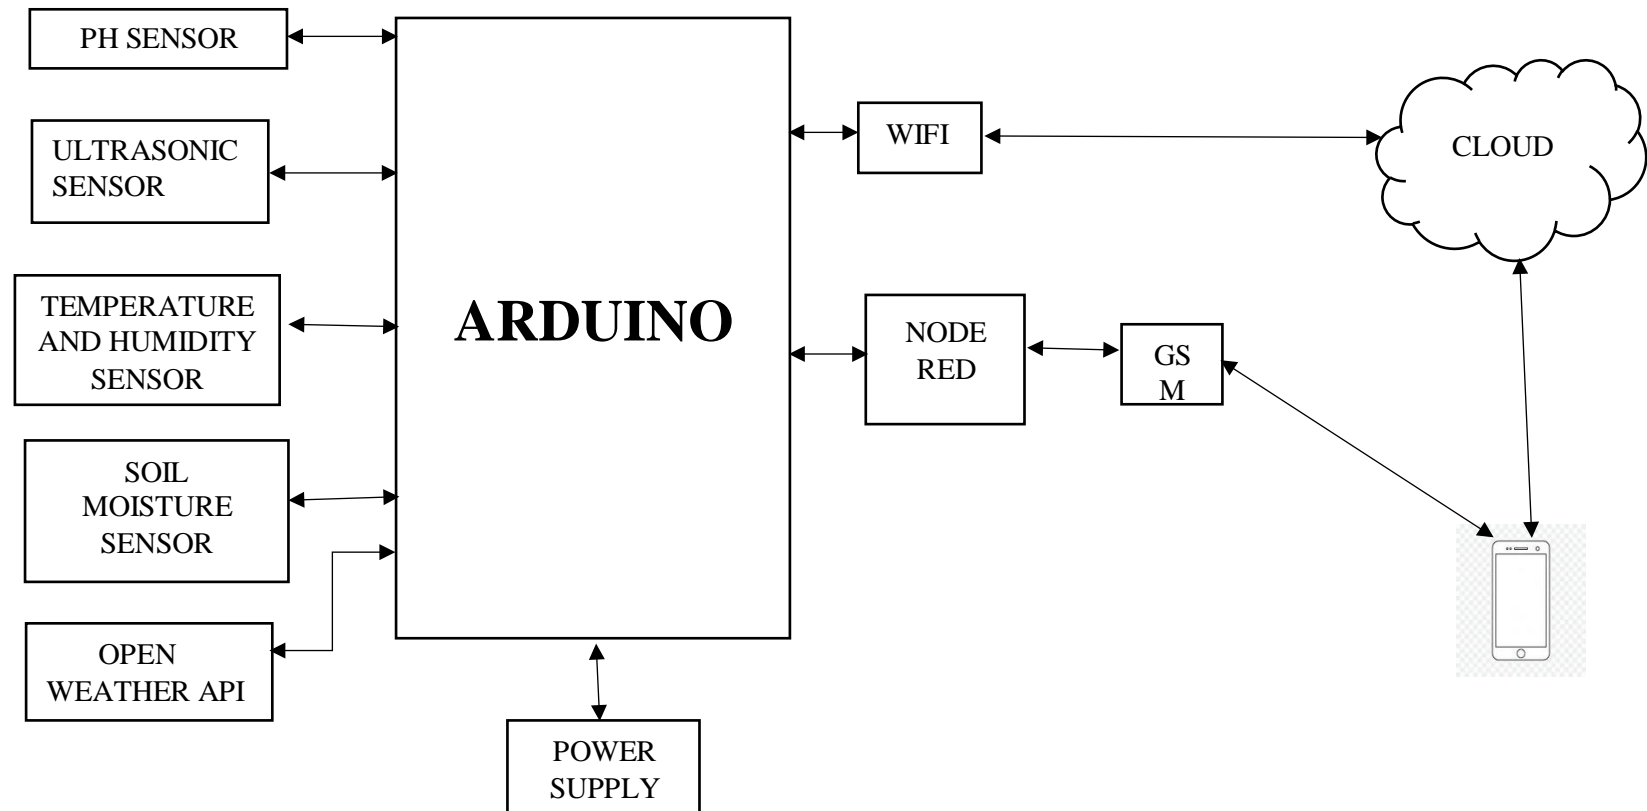 PH SENSOR
ULTRASONIC
SENSOR
TEMPERATURE
AND HUMIDITY
SENSOR
SOIL
MOISTURE
SENSOR
OPEN
WEATHER API
ARDUINO
POWER
SUPPLY
WIFI
NODE
RED
GS
M
CLOUD